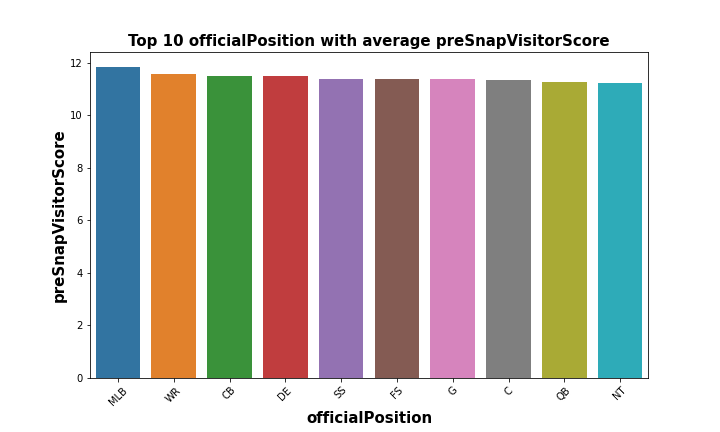 Top 10 officialPosition with average preSnapVisitorScore
preSnapVisitorScore
12
10
8
6
4
2
0
MLB
WR
CB
DE
SS
FS
G
C
QB
NT
officialPosition